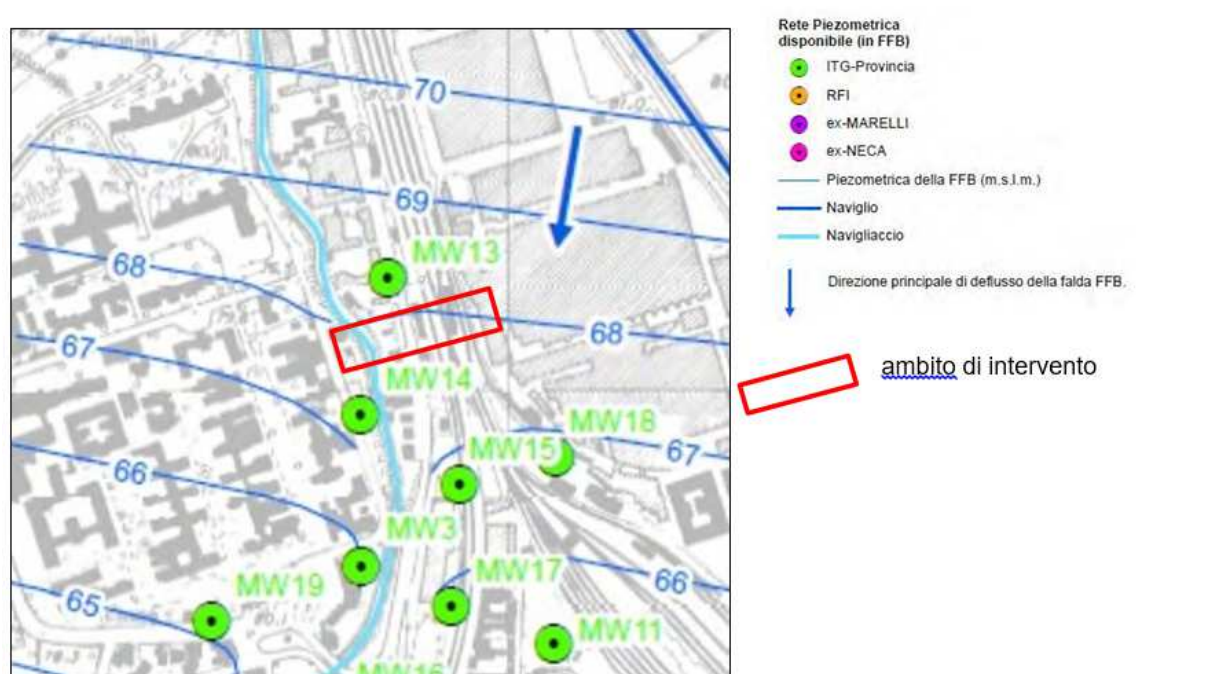 70
69
MW13
68
68
67
MW14
MW18
MW15
67
66
MW3
MW17
66
MW19
65
MW11
Rete Piezometrica
disponibile (in FFB)
ITG-Provincia
RFI
ex-MARELLI
ex-NECA
Piezometrica della FFB (m.s.l.m.)
Naviglio
Navigliaccio
Direzione principale di deflusso della falda FFB.
ambito di intervento